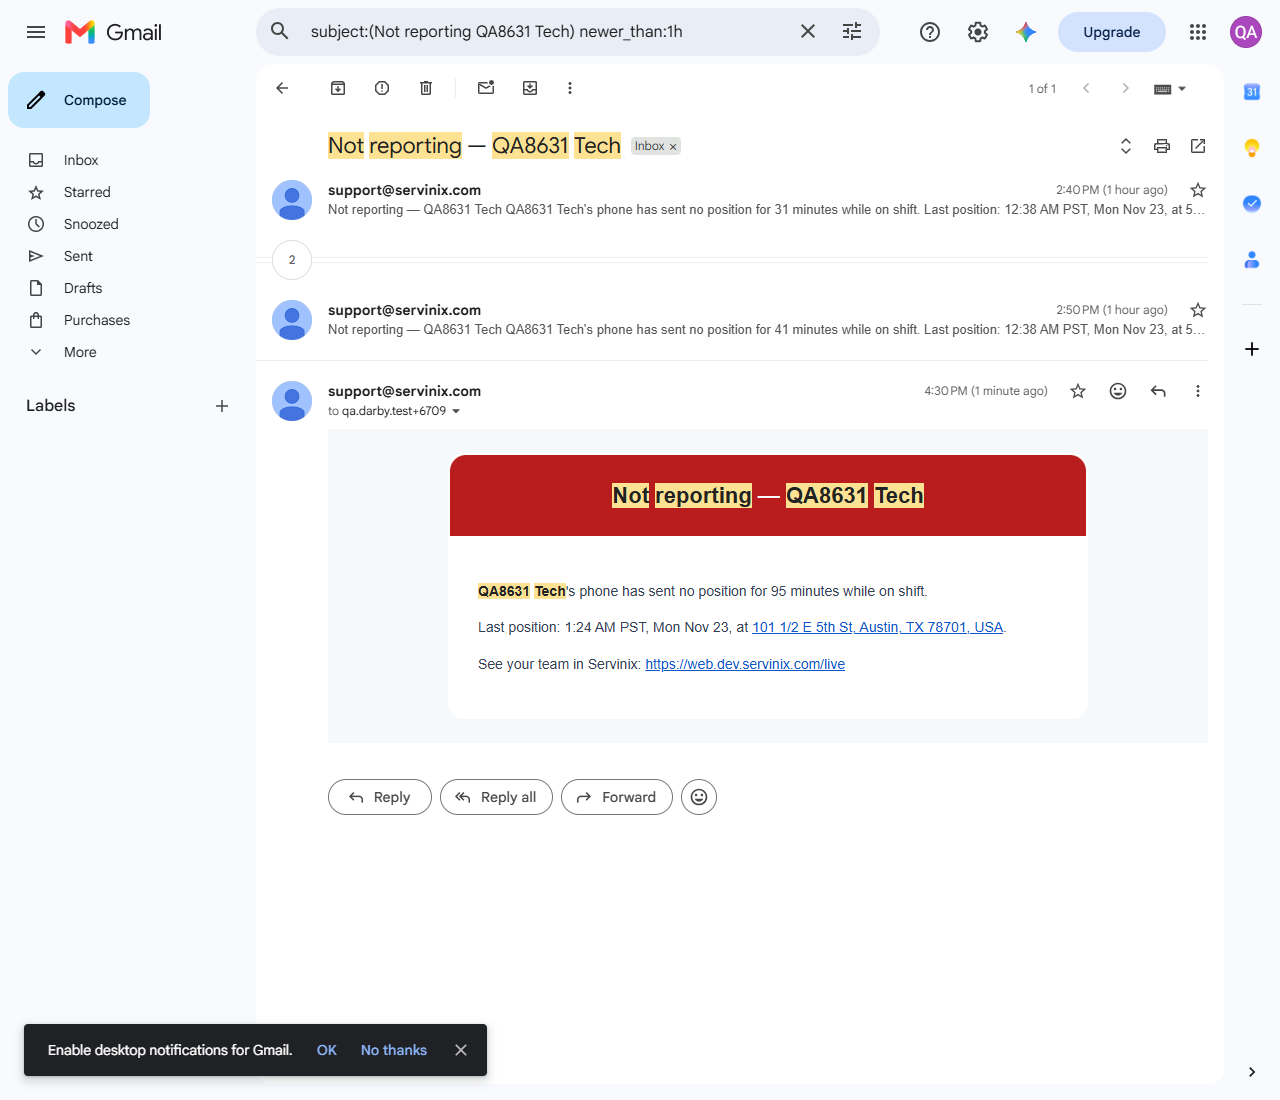 Gmail
subject:(Not reporting QA8631 Tech) newer_than:1h
Upgrade
QA
Compose
Inbox
Starred
Snoozed
Sent
Drafts
Purchases
More
Labels
1 of 1
31
Not reporting — QA8631 Tech Inbox ×
support@servinix.com 2:40 PM (1 hour ago)
Not reporting — QA8631 Tech QA8631 Tech's phone has sent no position for 31 minutes while on shift. Last position: 12:38 AM PST, Mon Nov 23, at 5...
2
support@servinix.com 2:50 PM (1 hour ago)
Not reporting — QA8631 Tech QA8631 Tech's phone has sent no position for 41 minutes while on shift. Last position: 12:38 AM PST, Mon Nov 23, at 5...
support@servinix.com 4:30 PM (1 minute ago)
to qa.darby.test+6709
Not reporting — QA8631 Tech
QA8631 Tech's phone has sent no position for 95 minutes while on shift.
Last position: 1:24 AM PST, Mon Nov 23, at 101 1/2 E 5th St, Austin, TX 78701, USA.
See your team in Servinix: https://web.dev.servinix.com/live
Reply
Reply all
Forward
Enable desktop notifications for Gmail. OK No thanks